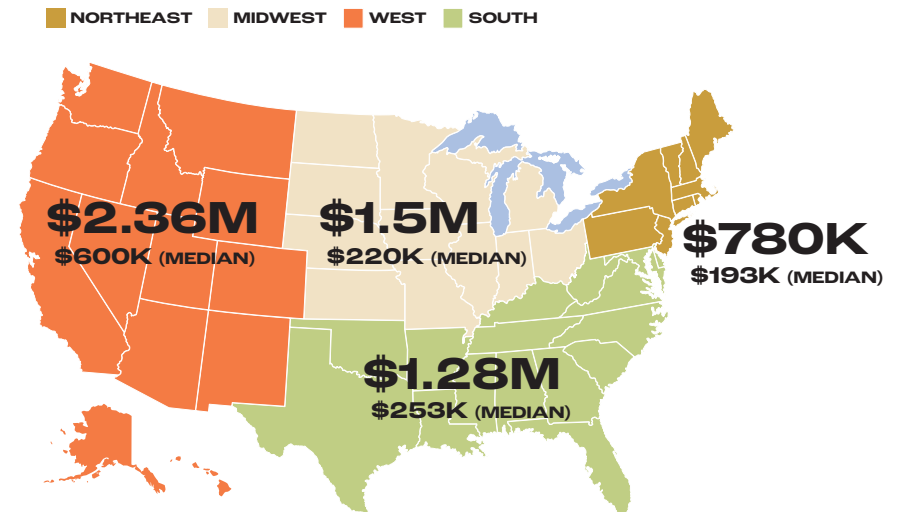 NORTHEAST MIDWEST WEST SOUTH
$2.36M
$600K (MEDIAN)
$1.5M
$220K (MEDIAN)
$780K
$193K (MEDIAN)
$1.28M
$253K (MEDIAN)